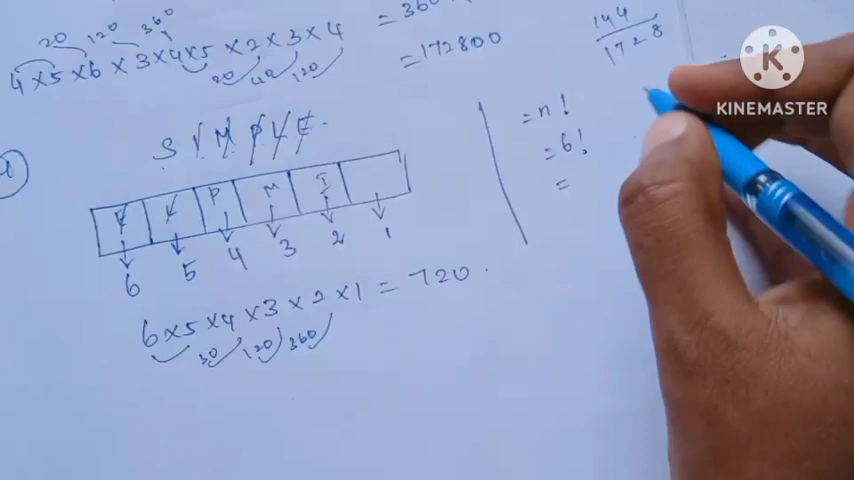 20 120 360
4×5×6×3×4×5×2×3×4
20 40 120
= 360
= 172800
144
1728
SIMPLE
P M I
6 5 4 3 2 1
6×5×4×3×2×1 = 720
30 120 360
= n!
= 6!
=
KINEMASTER